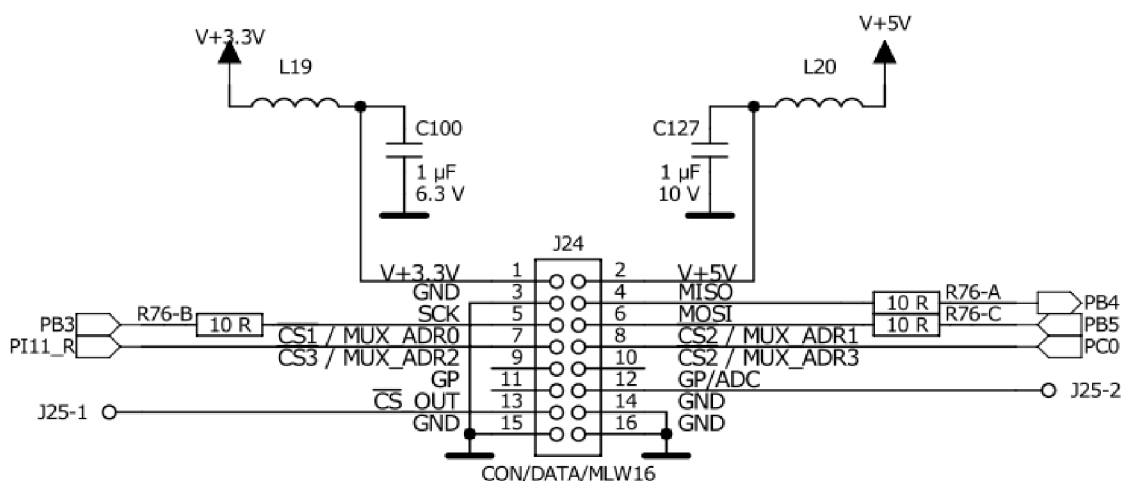 V+3.3V
V+5V
L19
L20
C100
C127
1 µF
1 µF
6.3 V
10 V
J24
V+3.3V 1 2 V+5V
GND 3 4 MISO 10 R R76-A PB4
PB3 R76-B 10 R SCK 5 6 MOSI 10 R R76-C PB5
PI11_R CS1 / MUX_ADR0 7 8 CS2 / MUX_ADR1 PC0
CS3 / MUX_ADR2 9 10 CS2 / MUX_ADR3
GP 11 12 GP/ADC J25-2
J25-1 CS OUT 13 14 GND
GND 15 16 GND
CON/DATA/MLW16